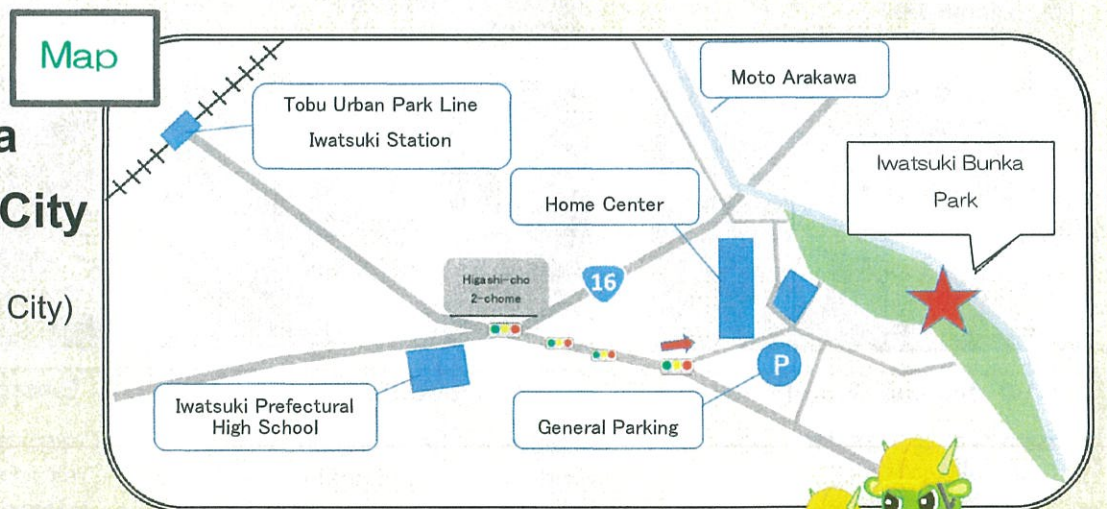 Map
a
City
City)
Tobu Urban Park Line
Iwatsuki Station
Moto Arakawa
Iwatsuki Bunka
Park
Home Center
Higashi-cho
2-chome
16
P
Iwatsuki Prefectural
High School
General Parking